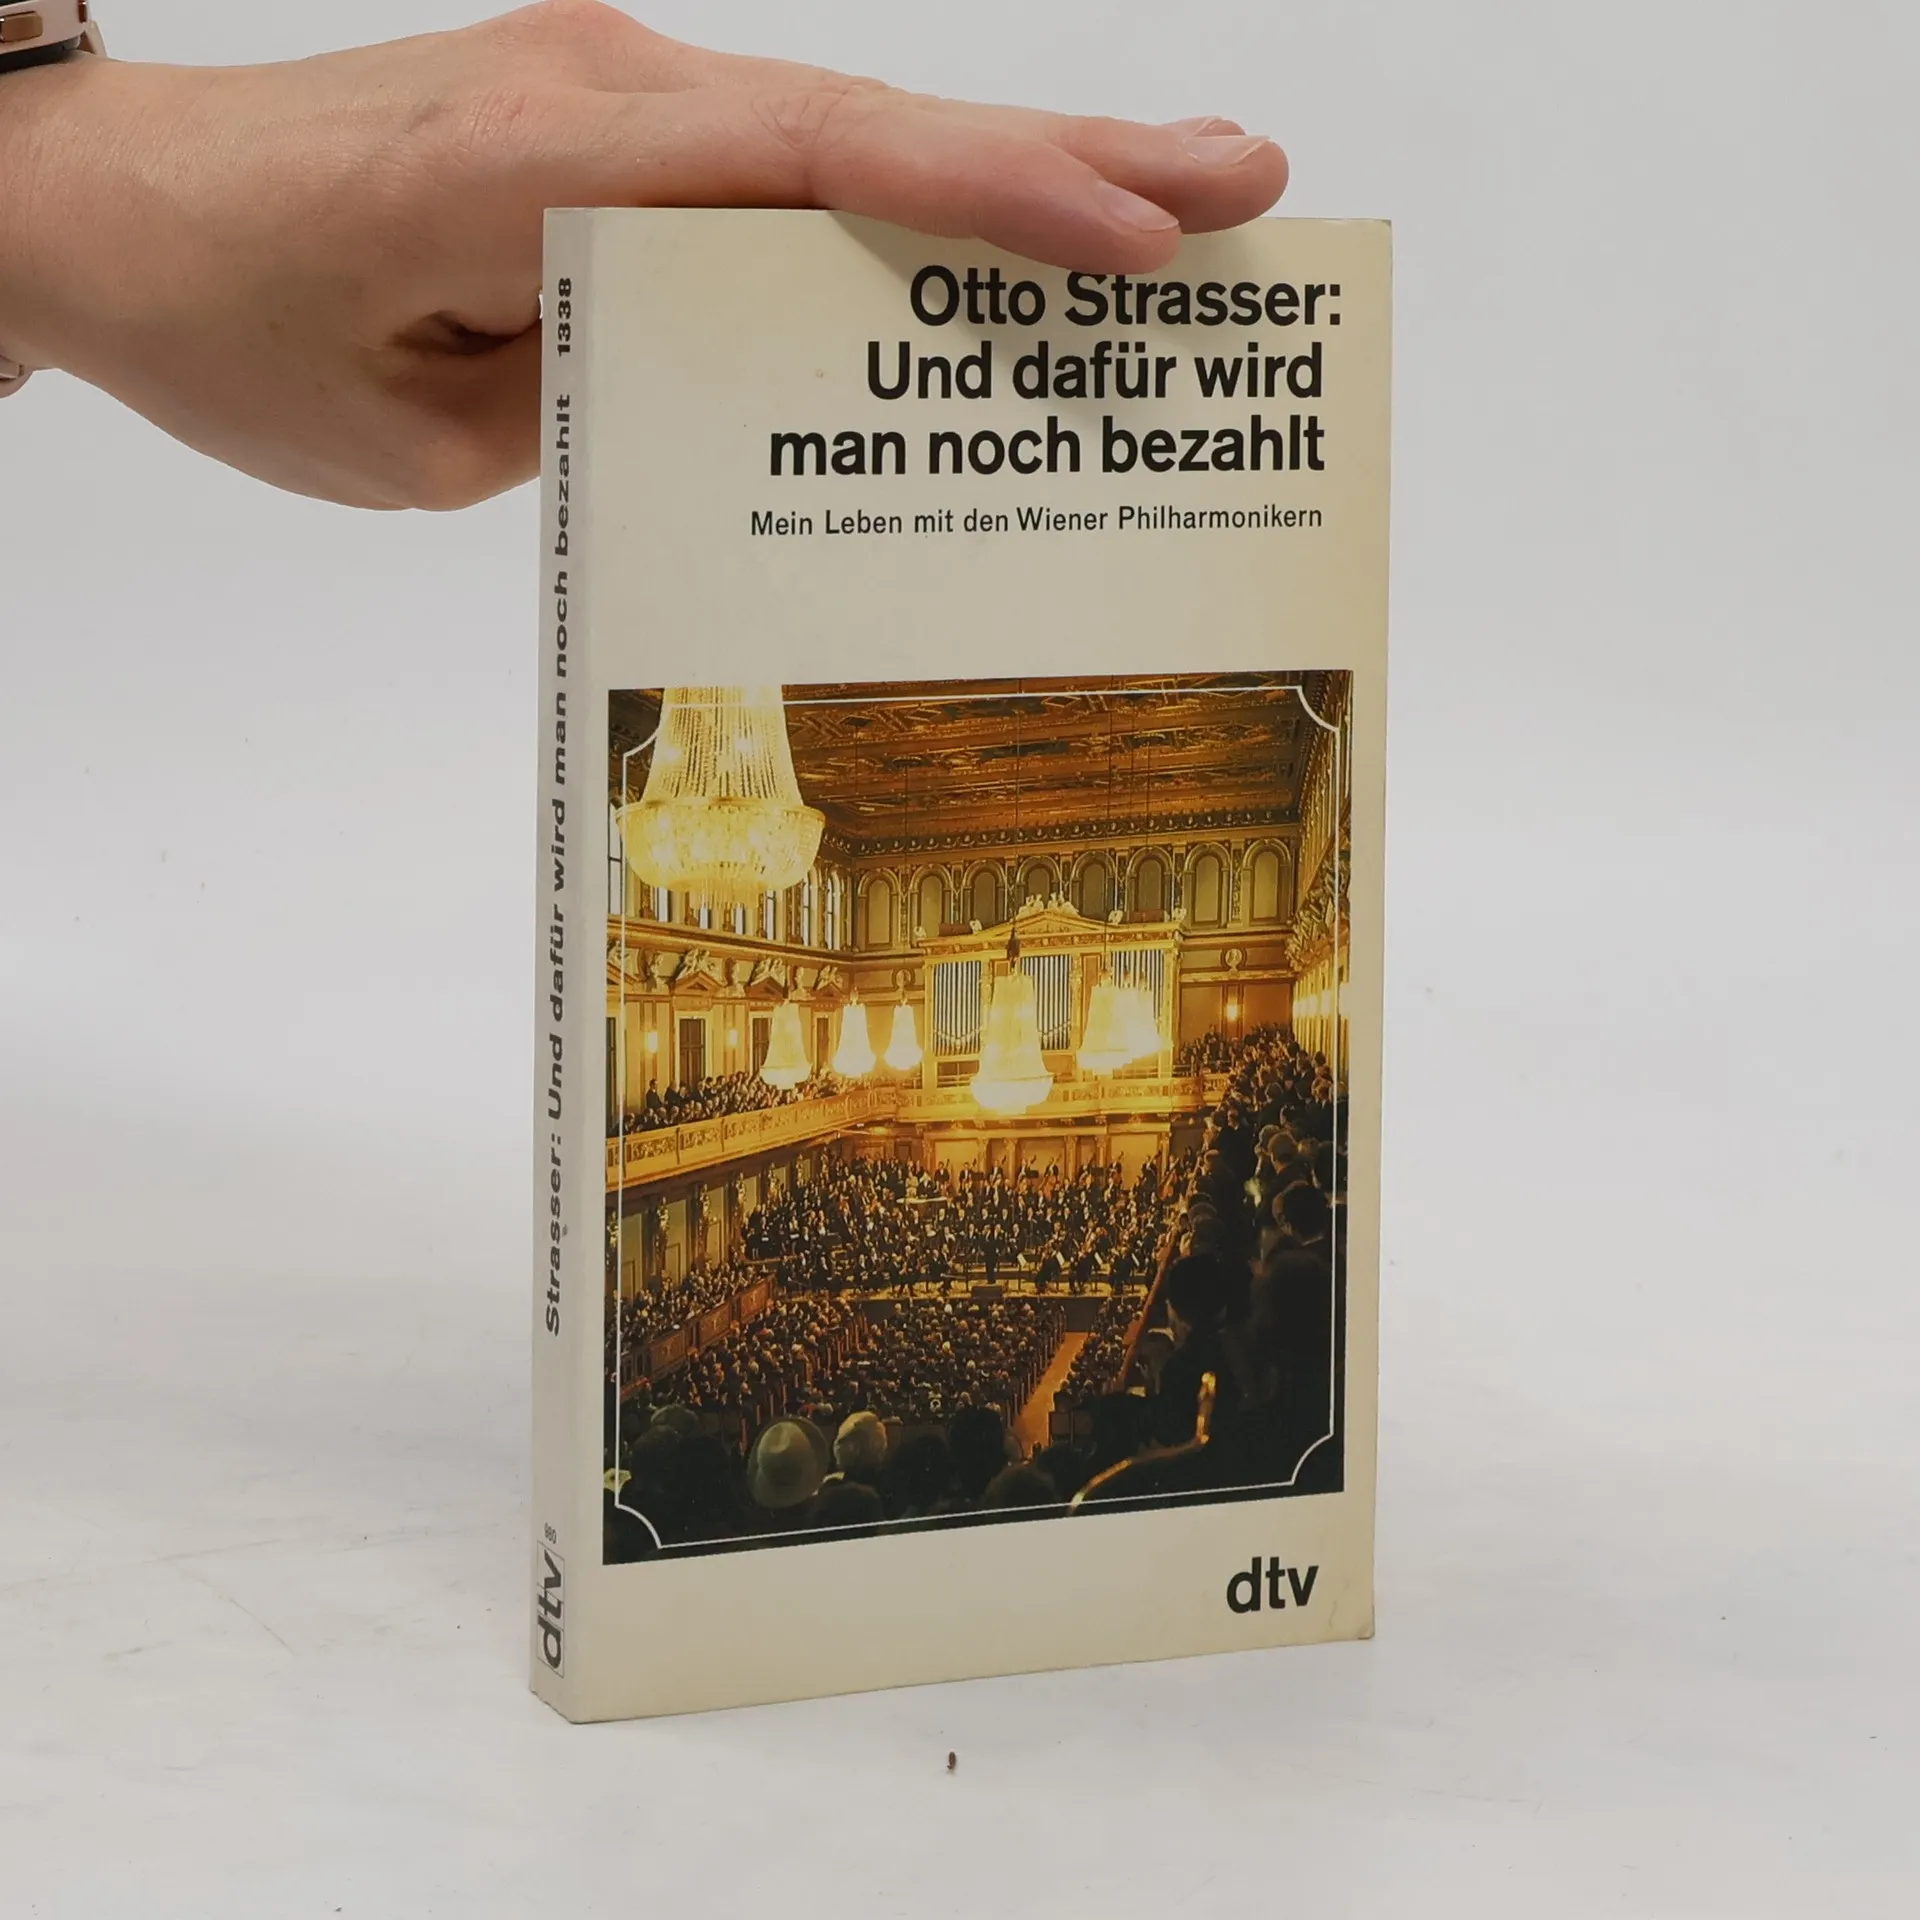 Otto Strasser:
Und dafür wird
man noch bezahlt
Mein Leben mit den Wiener Philharmonikern
dtv
Strasser: Und dafür wird man noch bezahlt 1338
980
dtv